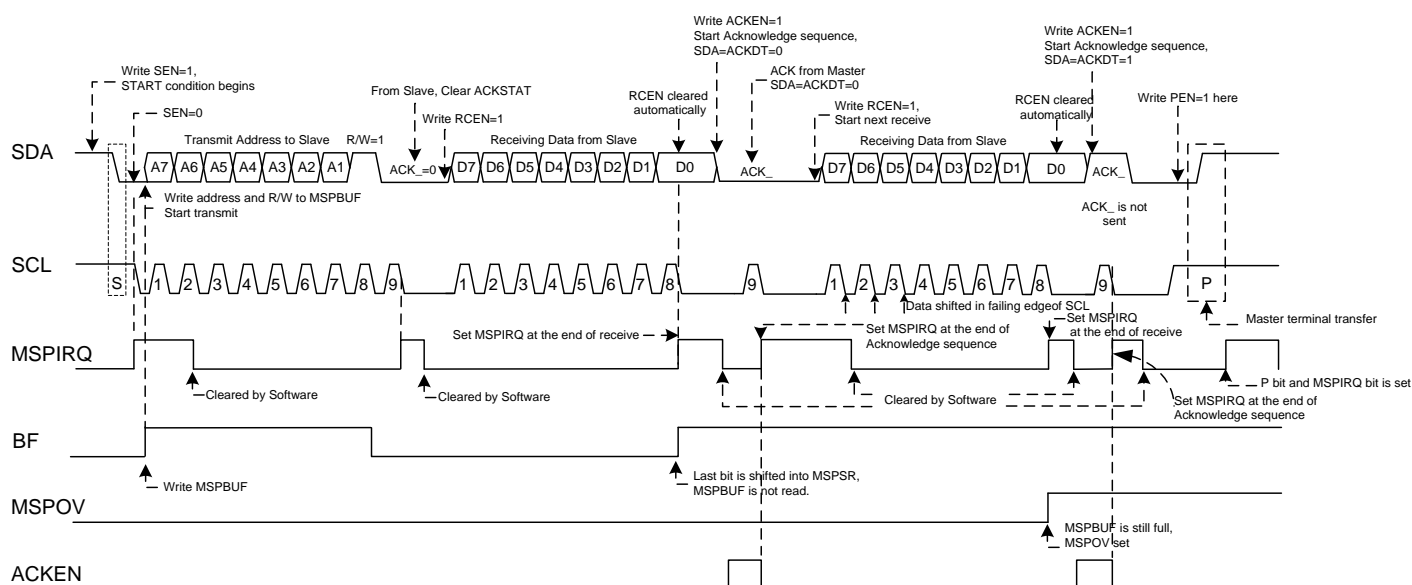 Write ACKEN=1
Start Acknowledge sequence,
SDA=ACKDT=0
Write ACKEN=1
Start Acknowledge sequence,
SDA=ACKDT=1
Write SEN=1,
START condition begins
ACK from Master
SDA=ACKDT=0
From Slave, Clear ACKSTAT
RCEN cleared
automatically
RCEN cleared
automatically
Write PEN=1 here
SEN=0
Write RCEN=1
Write RCEN=1,
Start next receive
Transmit Address to Slave
R/W=1
Receiving Data from Slave
Receiving Data from Slave
SDA
A7 A6 A5 A4 A3 A2 A1
ACK_=0
D7 D6 D5 D4 D3 D2 D1 D0
ACK_
D7 D6 D5 D4 D3 D2 D1 D0
ACK_
Write address and R/W to MSPBUF
Start transmit
ACK_ is not
sent
SCL
S 1 2 3 4 5 6 7 8 9 1 2 3 4 5 6 7 8 9 1 2 3 4 5 6 7 8 9 P
Data shifted in failing edgeof SCL
Set MSPIRQ at the end of receive
Set MSPIRQ at the end of
Acknowledge sequence
Set MSPIRQ
at the end of receive
Master terminal transfer
MSPIRQ
Cleared by Software
Cleared by Software
Cleared by Software
P bit and MSPIRQ bit is set
Set MSPIRQ at the end of
Acknowledge sequence
BF
Write MSPBUF
Last bit is shifted into MSPSR,
MSPBUF is not read.
MSPOV
MSPBUF is still full,
MSPOV set
ACKEN